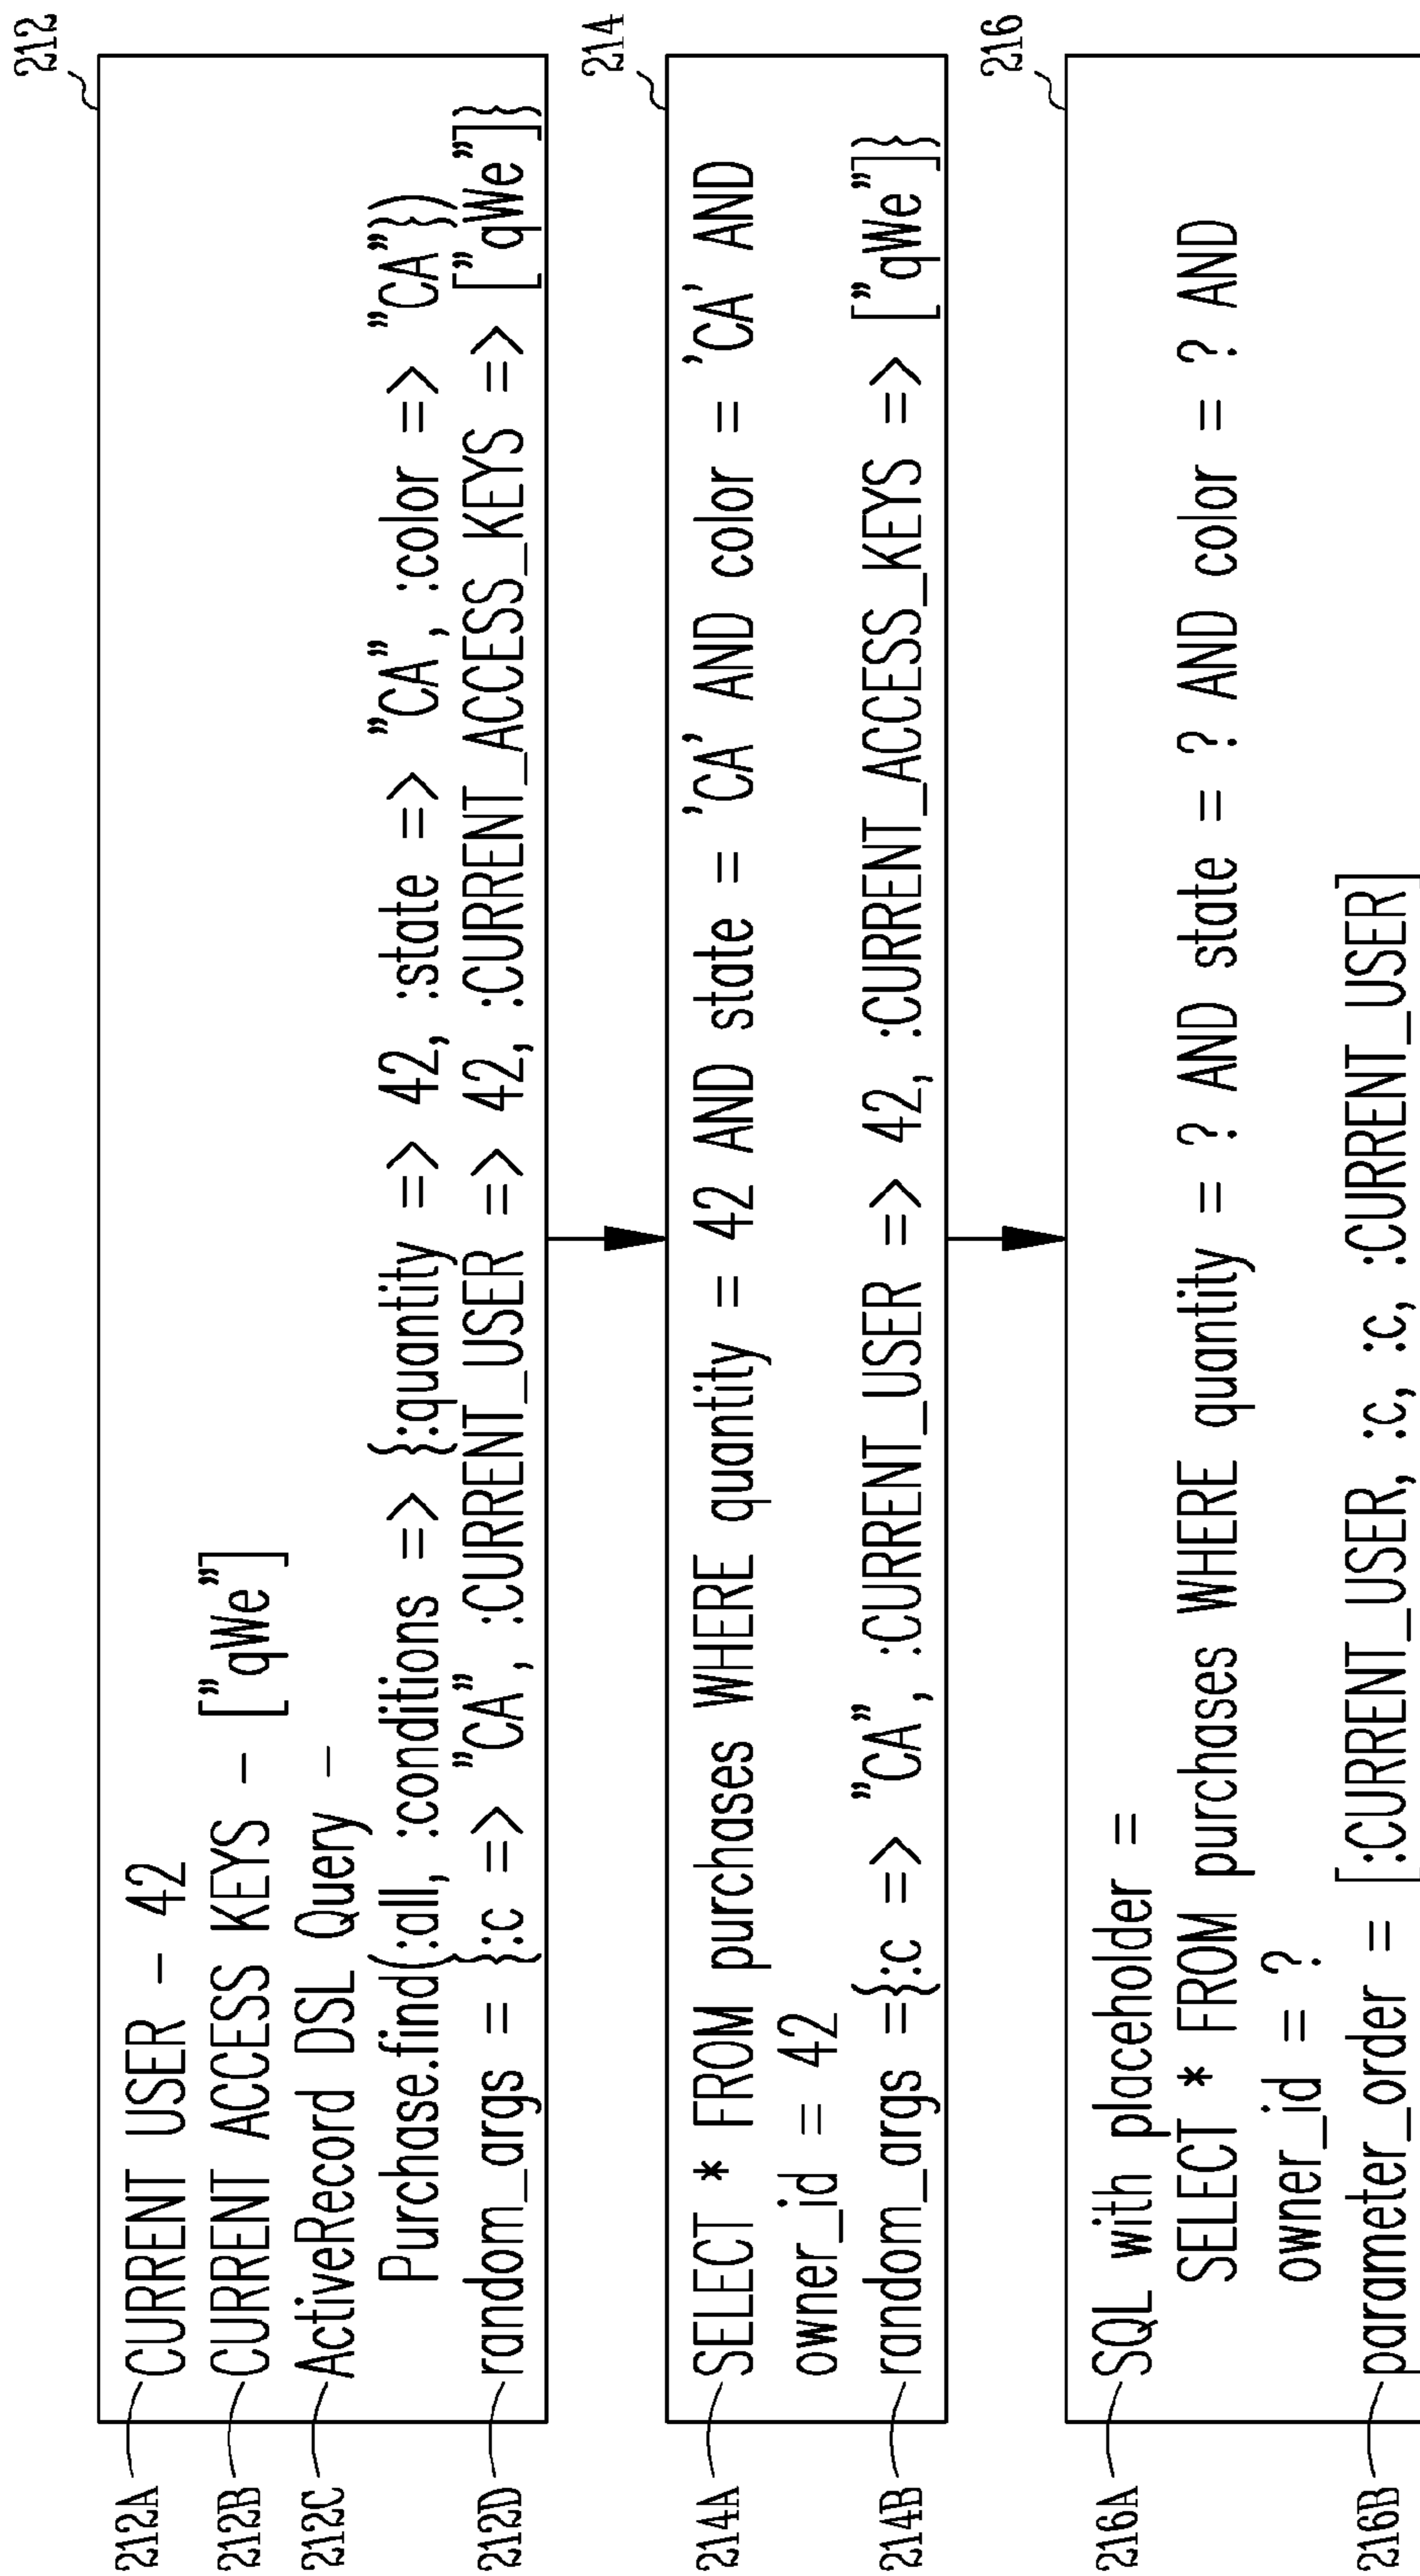 212
212A CURRENT USER – 42
212B CURRENT ACCESS KEYS – ["qWe"]
212C ActiveRecord DSL Query –
Purchase.find(:all, :conditions => {:quantity => 42, :state => "CA", :color => "CA"})
212D random_args = {:c => "CA", :CURRENT_USER => 42, :CURRENT_ACCESS_KEYS => ["qWe"]}
214
214A SELECT * FROM purchases WHERE quantity = 42 AND state = 'CA' AND color = 'CA' AND
owner_id = 42
214B random_args ={:c => "CA", :CURRENT_USER => 42, :CURRENT_ACCESS_KEYS => ["qWe"]}
216
216A SQL with placeholder =
SELECT * FROM purchases WHERE quantity = ? AND state = ? AND color = ? AND
owner_id = ?
216B parameter_order = [:CURRENT_USER, :c, :c, :CURRENT_USER]